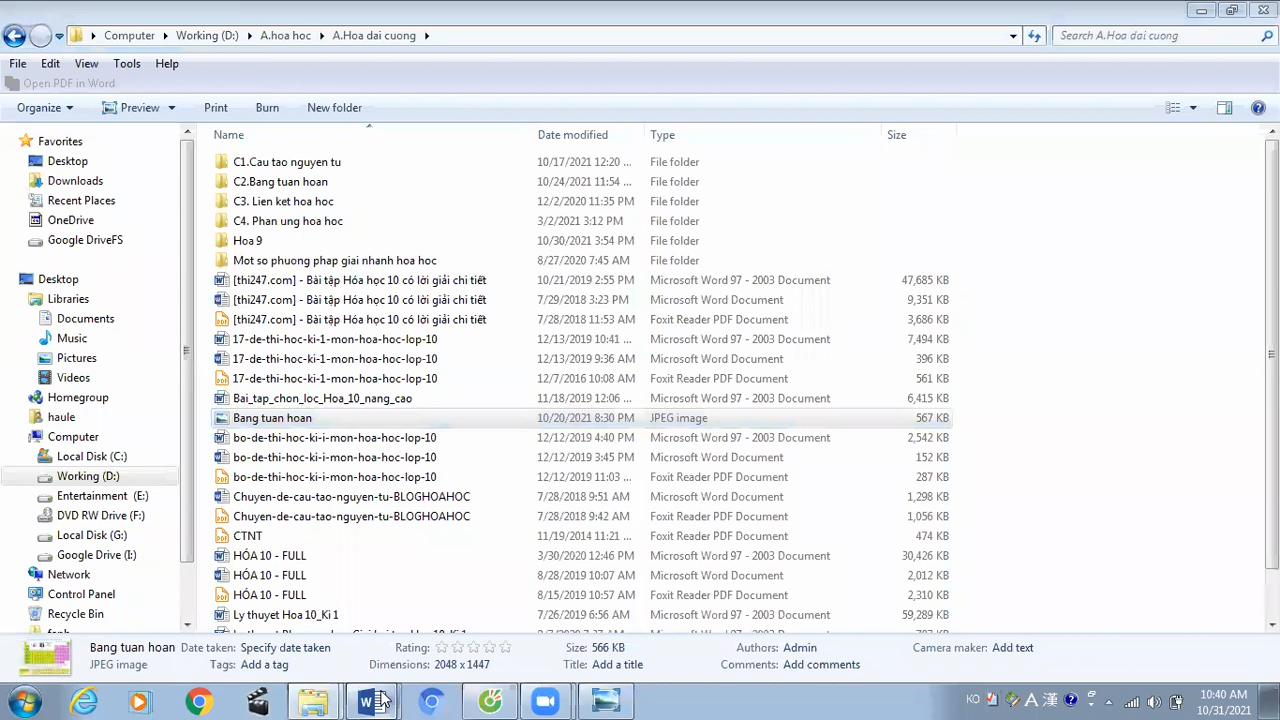 Computer Working (D:) A.hoa hoc A.Hoa dai cuong Search A.Hoa dai cuong
File Edit View Tools Help
Open PDF in Word
Organize Preview Print Burn New folder
Name Date modified Type Size
Favorites
Desktop
Downloads
Recent Places
OneDrive
Google DriveFS
Desktop
Libraries
Documents
Music
Pictures
Videos
Homegroup
haule
Computer
Local Disk (C:)
Working (D:)
Entertainment (E:)
DVD RW Drive (F:)
Local Disk (G:)
Google Drive (I:)
Network
Control Panel
Recycle Bin
C1.Cau tao nguyen tu 10/17/2021 12:20 ... File folder
C2.Bang tuan hoan 10/24/2021 11:54 ... File folder
C3. Lien ket hoa hoc 12/2/2020 11:35 PM File folder
C4. Phan ung hoa hoc 3/2/2021 3:12 PM File folder
Hoa 9 10/30/2021 3:54 PM File folder
Mot so phuong phap giai nhanh hoa hoc 8/27/2020 7:45 AM File folder
[thi247.com] - Bài tập Hóa học 10 có lời giải chi tiết 10/21/2019 2:55 PM Microsoft Word 97 - 2003 Document 47,685 KB
[thi247.com] - Bài tập Hóa học 10 có lời giải chi tiết 7/29/2018 3:23 PM Microsoft Word Document 9,351 KB
[thi247.com] - Bài tập Hóa học 10 có lời giải chi tiết 7/28/2018 11:53 AM Foxit Reader PDF Document 3,686 KB
17-de-thi-hoc-ki-1-mon-hoa-hoc-lop-10 12/13/2019 10:41 ... Microsoft Word 97 - 2003 Document 7,494 KB
17-de-thi-hoc-ki-1-mon-hoa-hoc-lop-10 12/13/2019 9:36 AM Microsoft Word Document 396 KB
17-de-thi-hoc-ki-1-mon-hoa-hoc-lop-10 12/7/2016 10:08 AM Foxit Reader PDF Document 561 KB
Bai_tap_chon_loc_Hoa_10_nang_cao 11/18/2019 12:06 ... Microsoft Word 97 - 2003 Document 6,415 KB
Bang tuan hoan 10/20/2021 8:30 PM JPEG image 567 KB
bo-de-thi-hoc-ki-i-mon-hoa-hoc-lop-10 12/12/2019 4:40 PM Microsoft Word 97 - 2003 Document 2,542 KB
bo-de-thi-hoc-ki-i-mon-hoa-hoc-lop-10 12/12/2019 3:45 PM Microsoft Word Document 152 KB
bo-de-thi-hoc-ki-i-mon-hoa-hoc-lop-10 12/12/2019 11:03 ... Foxit Reader PDF Document 287 KB
Chuyen-de-cau-tao-nguyen-tu-BLOGHOAHOC 7/28/2018 9:51 AM Microsoft Word 97 - 2003 Document 1,298 KB
Chuyen-de-cau-tao-nguyen-tu-BLOGHOAHOC 7/28/2018 9:42 AM Foxit Reader PDF Document 1,056 KB
CTNT 11/19/2014 11:21 ... Foxit Reader PDF Document 474 KB
HÓA 10 - FULL 3/30/2020 12:46 PM Microsoft Word 97 - 2003 Document 30,426 KB
HÓA 10 - FULL 8/28/2019 10:07 AM Microsoft Word Document 2,012 KB
HÓA 10 - FULL 8/15/2019 10:57 AM Foxit Reader PDF Document 2,310 KB
Ly thuyet Hoa 10_Ki 1 7/26/2019 6:56 AM Microsoft Word 97 - 2003 Document 59,289 KB
Bang tuan hoan Date taken: Specify date taken Rating: Size: 566 KB Authors: Admin Camera maker: Add text
JPEG image Tags: Add a tag Dimensions: 2048 x 1447 Title: Add a title Comments: Add comments
KO A 漢 10:40 AM
10/31/2021